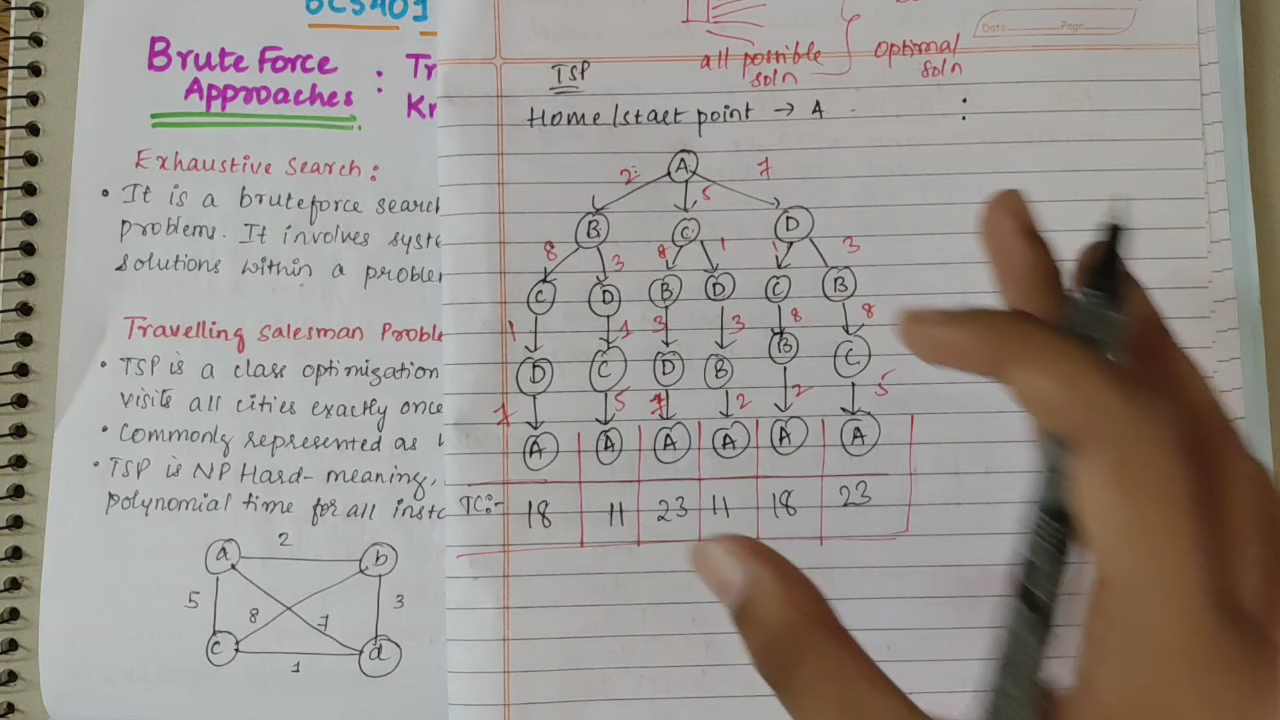 BCS401
Brute Force : Tr
Approaches Kr
Exhaustive Search :
• It is a bruteforce search
problems. It involves syste
solutions within a problem
Travelling Salesman Proble
• TSP is a class optimization
visits all cities exactly once
• Commonly represented as
• TSP is NP Hard- meaning,
polynomial time for all insta
a 2 b
5 8 7 3
c 1 d
Date Page
all possible soln
optimal soln
TSP
Home/start point → A :
A
2 5 7
B C D
8 3 8 1 1 3
C D B D C B
1 1 3 3 8 8
D C D B B C
7 5 7 2 2 5
A A A A A A
TC:- 18 11 23 11 18 23